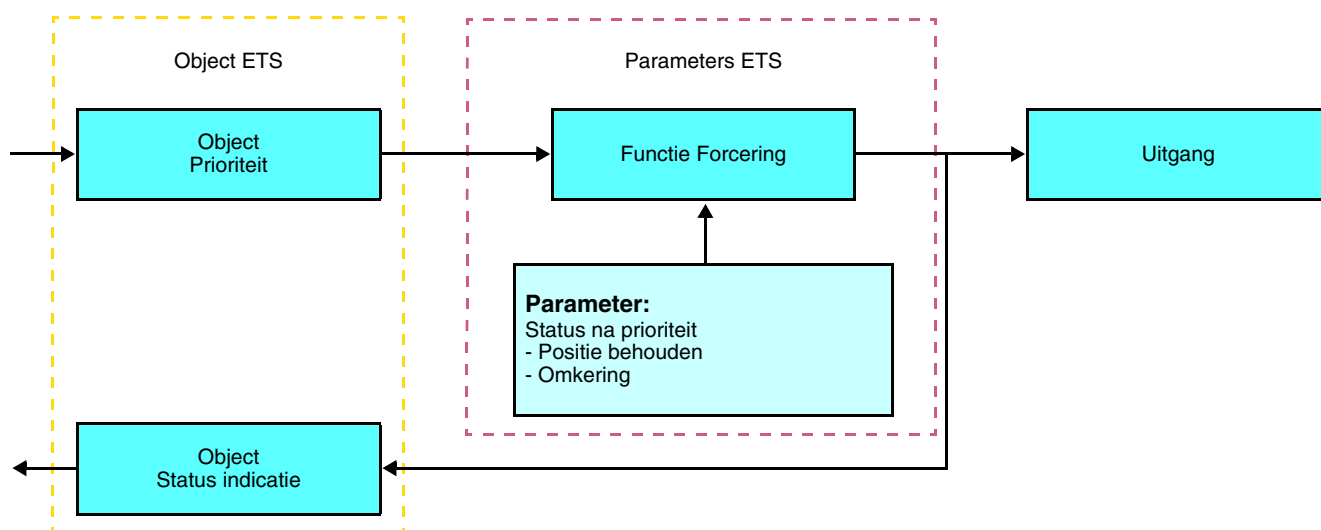 Object ETS
Parameters ETS
Object
Prioriteit
Functie Forcering
Uitgang
Parameter:
Status na prioriteit
- Positie behouden
- Omkering
Object
Status indicatie